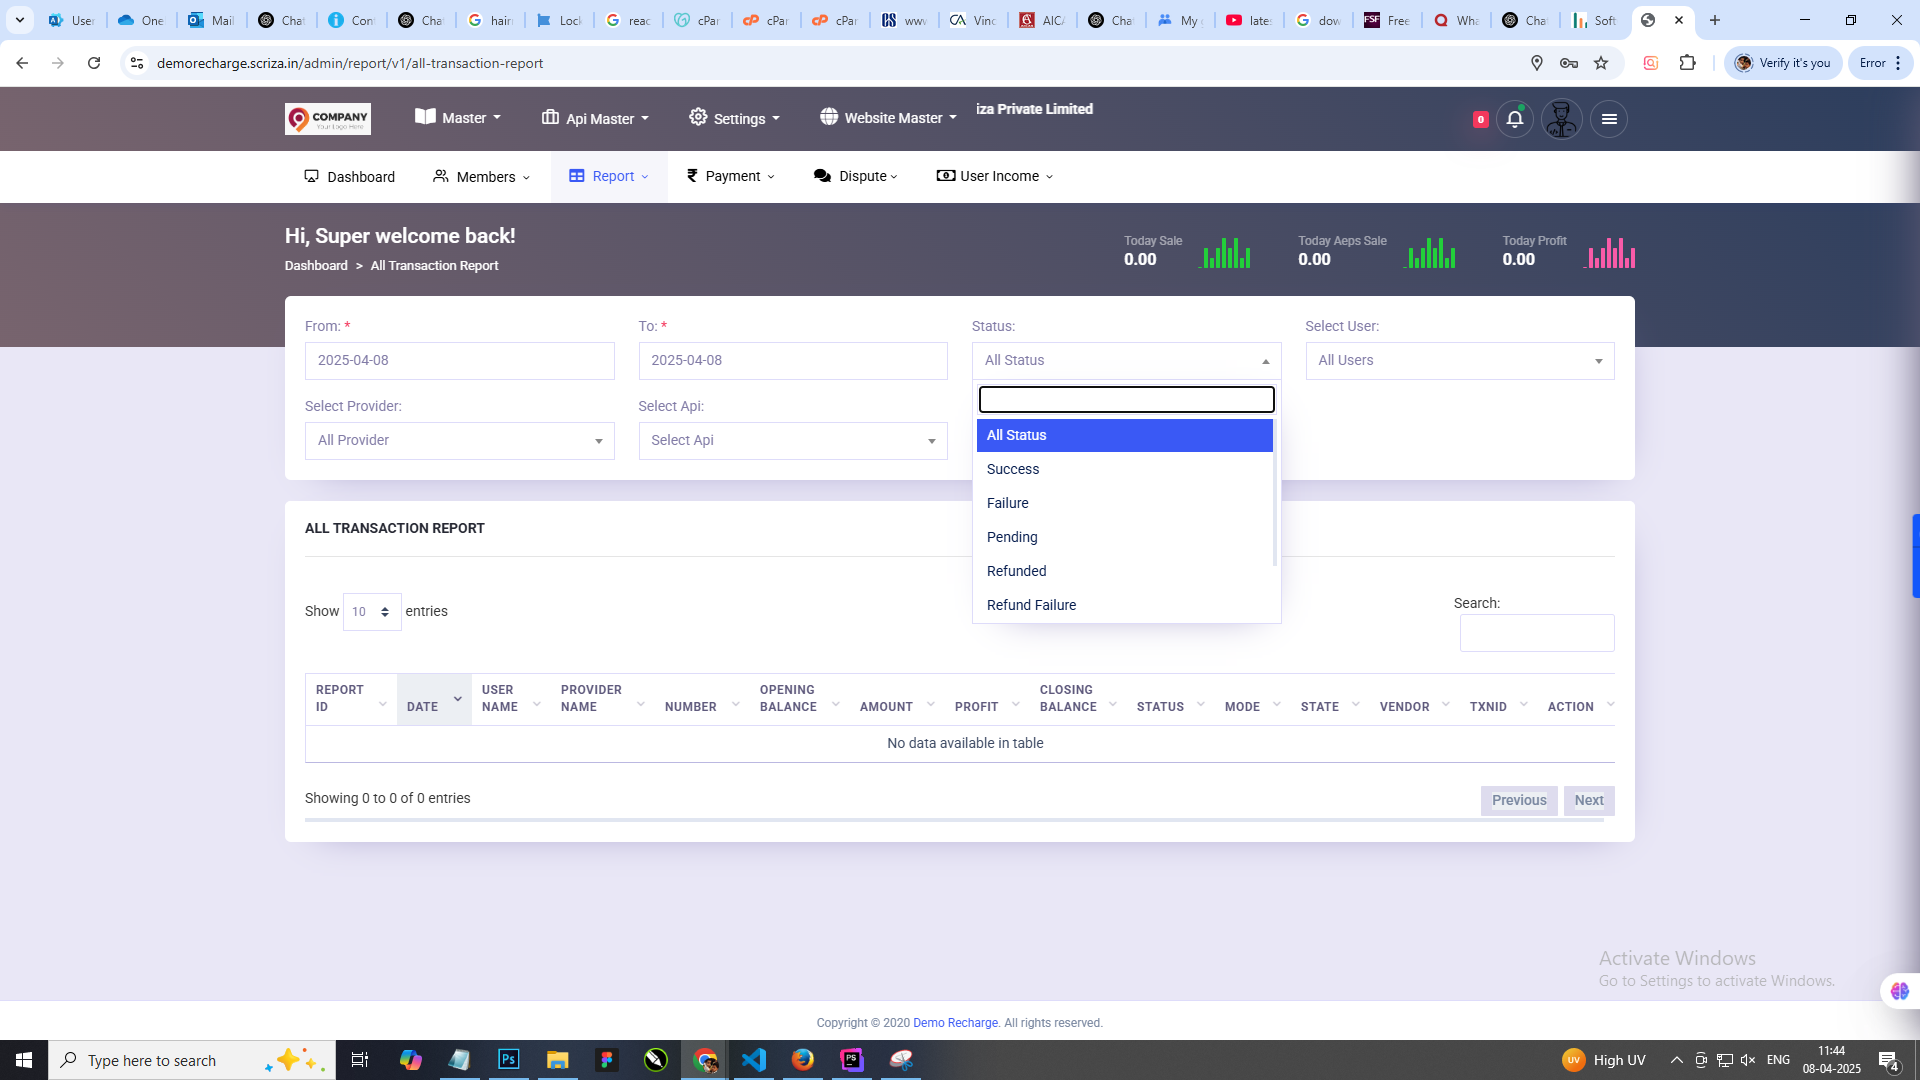 User
One
Mail
Chat
Con
Chat
hair
Lock
reac
cPar
cPar
cPar
www
Vinc
AICA
Chat
My
late
dow
Free
Wha
Chat
Soft
demorecharge.scriza.in/admin/report/v1/all-transaction-report
Verify it's you
Error
COMPANY
Your Logo Here
Master
Api Master
Settings
Website Master
iza Private Limited
0
Dashboard
Members
Report
Payment
Dispute
User Income
Hi, Super welcome back!
Dashboard > All Transaction Report
Today Sale
0.00
Today Aeps Sale
0.00
Today Profit
0.00
From: *
To: *
Status:
Select User:
2025-04-08
2025-04-08
All Status
All Users
Select Provider:
Select Api:
All Provider
Select Api
All Status
Success
Failure
Pending
Refunded
Refund Failure
ALL TRANSACTION REPORT
Show 10 entries
Search:
REPORT ID
DATE
USER NAME
PROVIDER NAME
NUMBER
OPENING BALANCE
AMOUNT
PROFIT
CLOSING BALANCE
STATUS
MODE
STATE
VENDOR
TXNID
ACTION
No data available in table
Showing 0 to 0 of 0 entries
Previous
Next
Activate Windows
Go to Settings to activate Windows.
Copyright © 2020 Demo Recharge. All rights reserved.
Type here to search
UV
High UV
ENG
11:44
08-04-2025
4